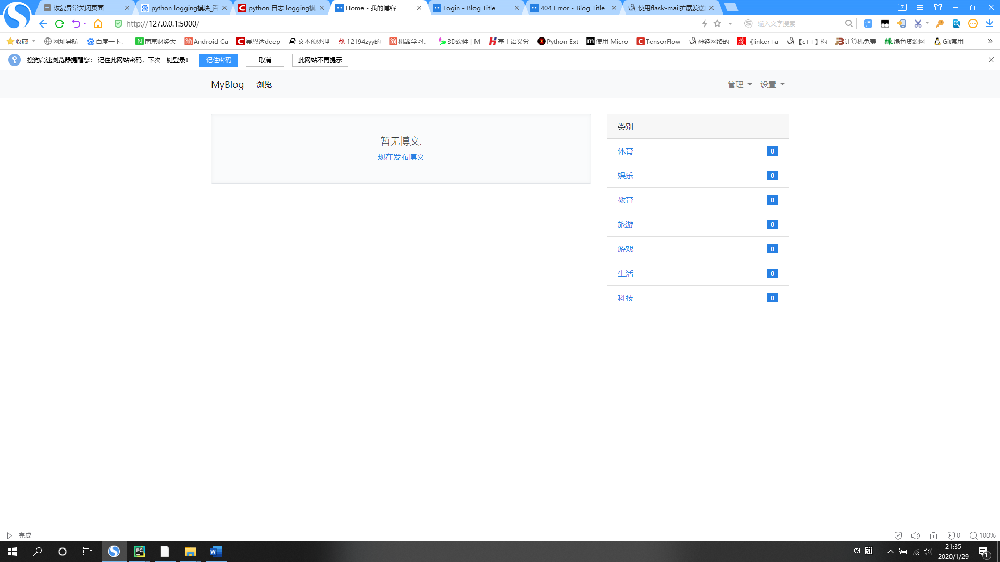 恢复异常关闭页面
python logging模块_百
python 日志 logging模
Home - 我的博客
Login - Blog Title
404 Error - Blog Title
使用flask-mail扩展发送
7
http://127.0.0.1:5000/
输入文字搜索
译
收藏
网址导航
百度一下,
南京财经大
Android Ca
吴恩达deep
文本预处理
12194zyy的
机器学习,
3D软件 | M
基于语义分
Python Ext
使用 Micro
TensorFlow
神经网络的
《linker+a
【c++】构
计算机免费
绿色资源网
Git常用
搜狗高速浏览器提醒您: 记住此网站密码, 下次一键登录!
记住密码
取消
此网站不再提示
MyBlog
浏览
管理
设置
暂无博文.
现在发布博文
类别
体育 0
娱乐 0
教育 0
旅游 0
游戏 0
生活 0
科技 0
完成
0
100%
CH 拼
21:35
2020/1/29
1